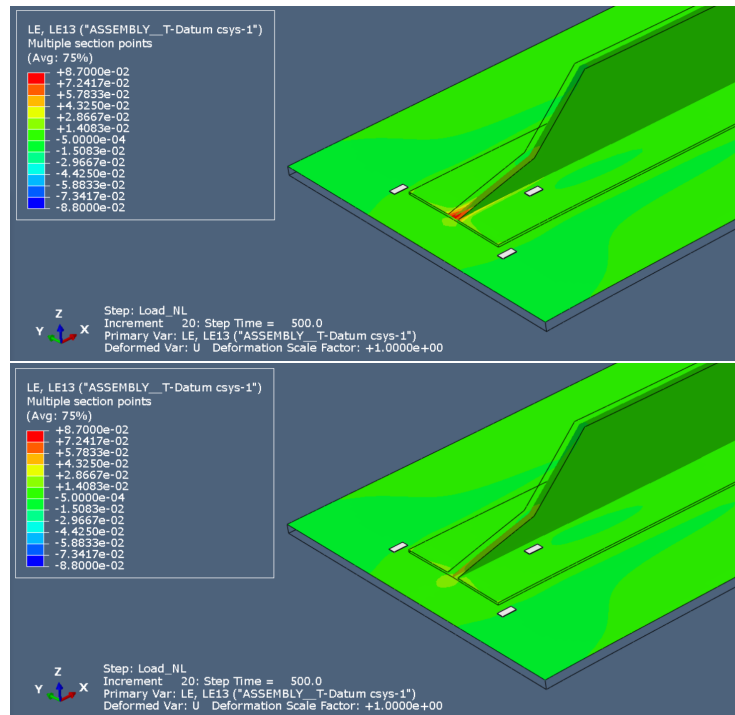 LE, LE13 ("ASSEMBLY__T-Datum csys-1")
Multiple section points
(Avg: 75%)
+8.7000e-02
+7.2417e-02
+5.7833e-02
+4.3250e-02
+2.8667e-02
+1.4083e-02
-5.0000e-04
-1.5083e-02
-2.9667e-02
-4.4250e-02
-5.8833e-02
-7.3417e-02
-8.8000e-02
Z
Y
X
Step: Load_NL
Increment 20: Step Time = 500.0
Primary Var: LE, LE13 ("ASSEMBLY__T-Datum csys-1")
Deformed Var: U Deformation Scale Factor: +1.0000e+00
LE, LE13 ("ASSEMBLY__T-Datum csys-1")
Multiple section points
(Avg: 75%)
+8.7000e-02
+7.2417e-02
+5.7833e-02
+4.3250e-02
+2.8667e-02
+1.4083e-02
-5.0000e-04
-1.5083e-02
-2.9667e-02
-4.4250e-02
-5.8833e-02
-7.3417e-02
-8.8000e-02
Z
Y
X
Step: Load_NL
Increment 20: Step Time = 500.0
Primary Var: LE, LE13 ("ASSEMBLY__T-Datum csys-1")
Deformed Var: U Deformation Scale Factor: +1.0000e+00